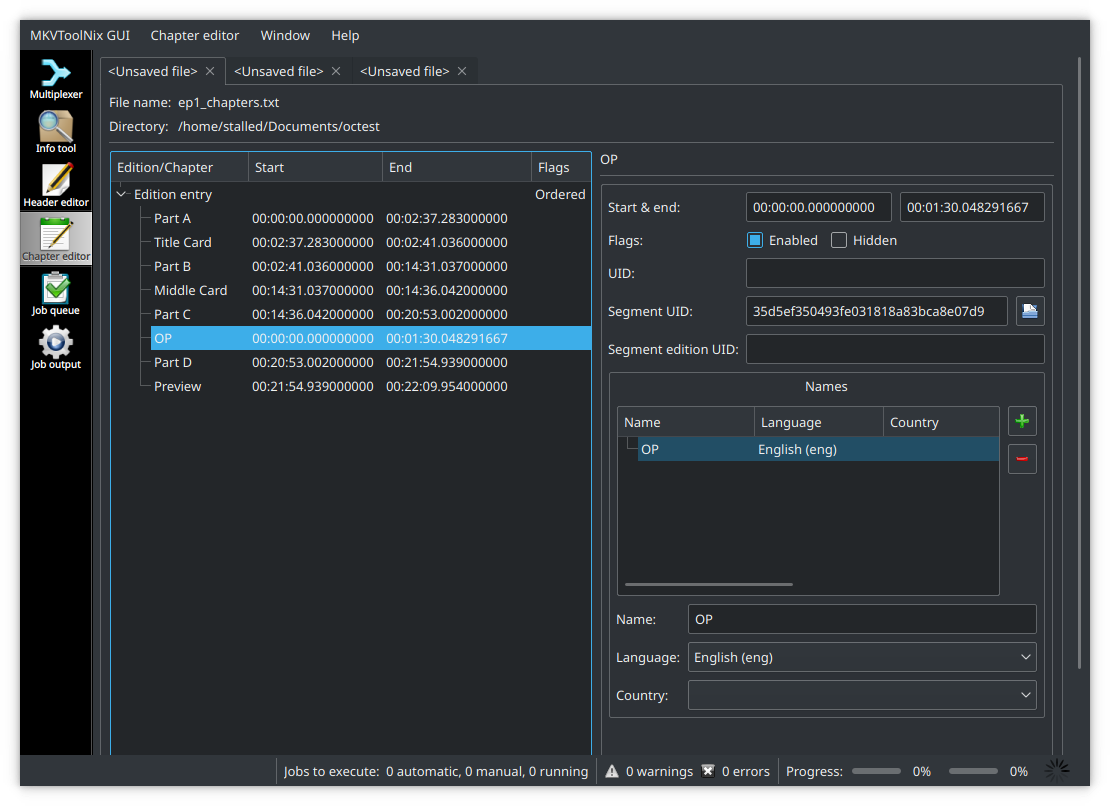 MKVToolNix GUI Chapter editor Window Help
Multiplexer
Info tool
Header editor
Chapter editor
Job queue
Job output
<Unsaved file> <Unsaved file> <Unsaved file>
File name: ep1_chapters.txt
Directory: /home/stalled/Documents/octest
Edition/Chapter Start End Flags
Edition entry Ordered
Part A 00:00:00.000000000 00:02:37.283000000
Title Card 00:02:37.283000000 00:02:41.036000000
Part B 00:02:41.036000000 00:14:31.037000000
Middle Card 00:14:31.037000000 00:14:36.042000000
Part C 00:14:36.042000000 00:20:53.002000000
OP 00:00:00.000000000 00:01:30.048291667
Part D 00:20:53.002000000 00:21:54.939000000
Preview 00:21:54.939000000 00:22:09.954000000
OP
Start & end: 00:00:00.000000000 00:01:30.048291667
Flags: Enabled Hidden
UID:
Segment UID: 35d5ef350493fe031818a83bca8e07d9
Segment edition UID:
Names
Name Language Country
OP English (eng)
Name: OP
Language: English (eng)
Country:
Jobs to execute: 0 automatic, 0 manual, 0 running 0 warnings 0 errors Progress: 0% 0%